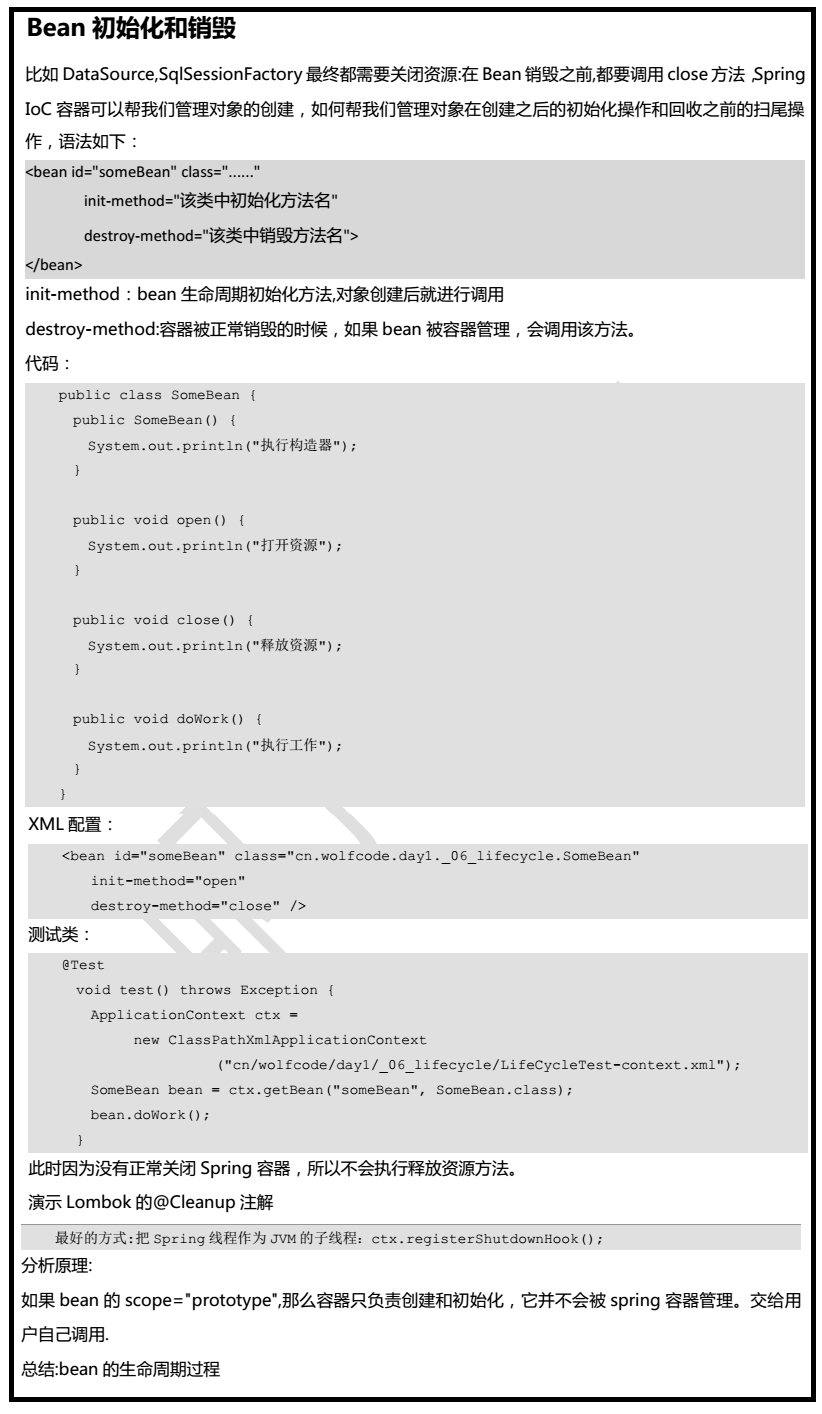 Bean 初始化和销毁
比如 DataSource,SqlSessionFactory 最终都需要关闭资源:在 Bean 销毁之前,都要调用 close 方法 ,Spring
IoC 容器可以帮我们管理对象的创建，如何帮我们管理对象在创建之后的初始化操作和回收之前的扫尾操
作，语法如下：
<bean id="someBean" class="......"
init-method="该类中初始化方法名"
destroy-method="该类中销毁方法名">
</bean>
init-method：bean 生命周期初始化方法,对象创建后就进行调用
destroy-method:容器被正常销毁的时候，如果 bean 被容器管理，会调用该方法。
代码：
public class SomeBean {
public SomeBean() {
System.out.println("执行构造器");
}
public void open() {
System.out.println("打开资源");
}
public void close() {
System.out.println("释放资源");
}
public void doWork() {
System.out.println("执行工作");
}
}
XML 配置：
<bean id="someBean" class="cn.wolfcode.day1._06_lifecycle.SomeBean"
init-method="open"
destroy-method="close" />
测试类：
@Test
void test() throws Exception {
ApplicationContext ctx =
new ClassPathXmlApplicationContext
("cn/wolfcode/day1/_06_lifecycle/LifeCycleTest-context.xml");
SomeBean bean = ctx.getBean("someBean", SomeBean.class);
bean.doWork();
}
此时因为没有正常关闭 Spring 容器，所以不会执行释放资源方法。
演示 Lombok 的@Cleanup 注解
最好的方式:把 Spring 线程作为 JVM 的子线程：ctx.registerShutdownHook();
分析原理:
如果 bean 的 scope="prototype",那么容器只负责创建和初始化，它并不会被 spring 容器管理。交给用
户自己调用.
总结:bean 的生命周期过程